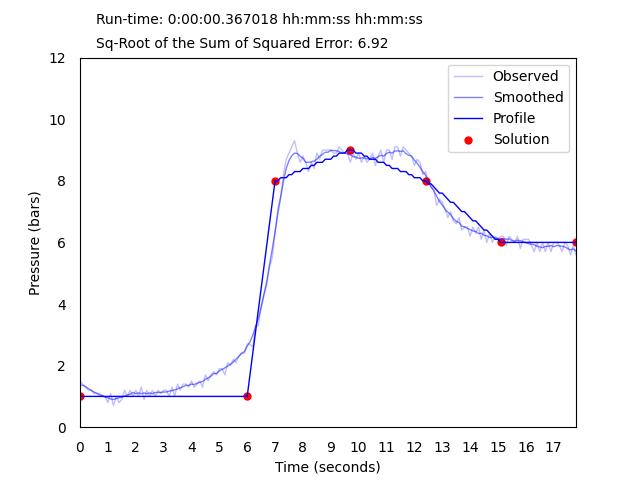 Run-time: 0:00:00.367018 hh:mm:ss hh:mm:ss
Sq-Root of the Sum of Squared Error: 6.92
Observed
Smoothed
Profile
Solution
12
10
8
6
4
2
0
Pressure (bars)
0 1 2 3 4 5 6 7 8 9 10 11 12 13 14 15 16 17
Time (seconds)